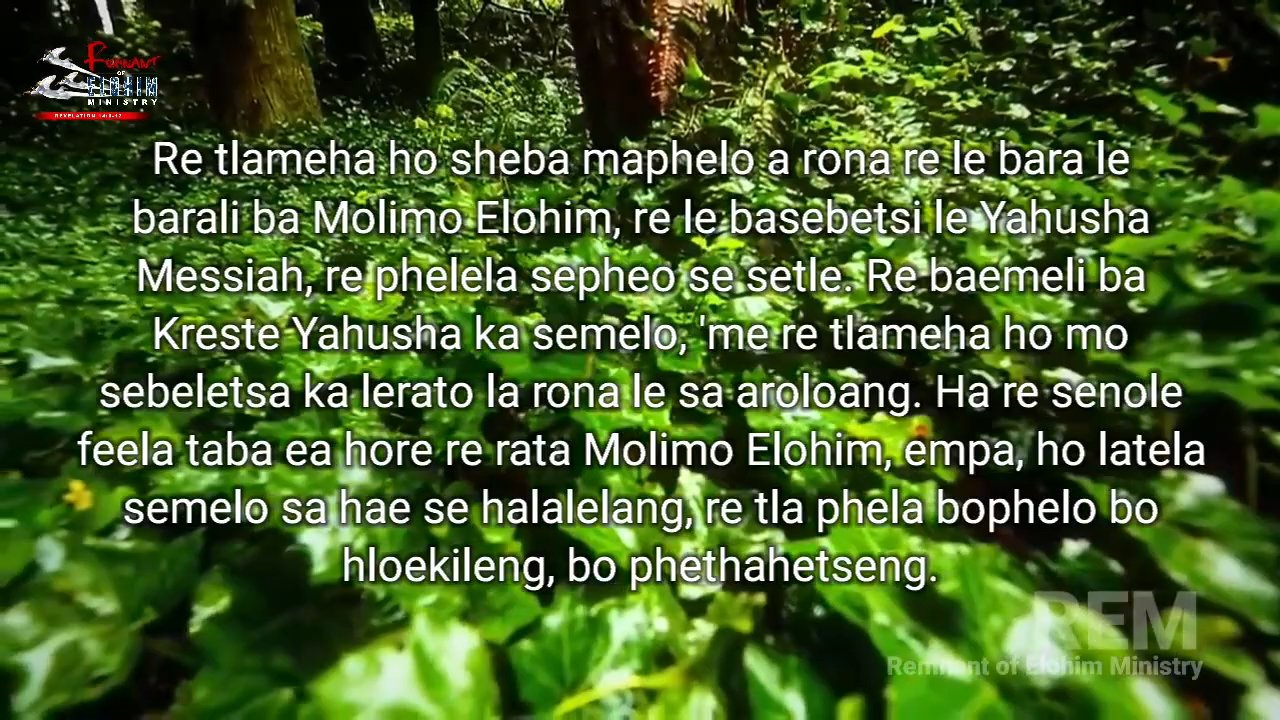 Remnant
OF
ELOHIM
MINISTRY
Re tlameha ho sheba maphelo a rona re le bara le
barali ba Molimo Elohim, re le basebetsi le Yahusha
Messiah, re phelela sepheo se setle. Re baemeli ba
Kreste Yahusha ka semelo, 'me re tlameha ho mo
sebeletsa ka lerato la rona le sa aroloang. Ha re senole
feela taba ea hore re rata Molimo Elohim, empa, ho latela
semelo sa hae se halalelang, re tla phela bophelo bo
hloekileng, bo phethahetseng.
REM
Remnant of Elohim Ministry